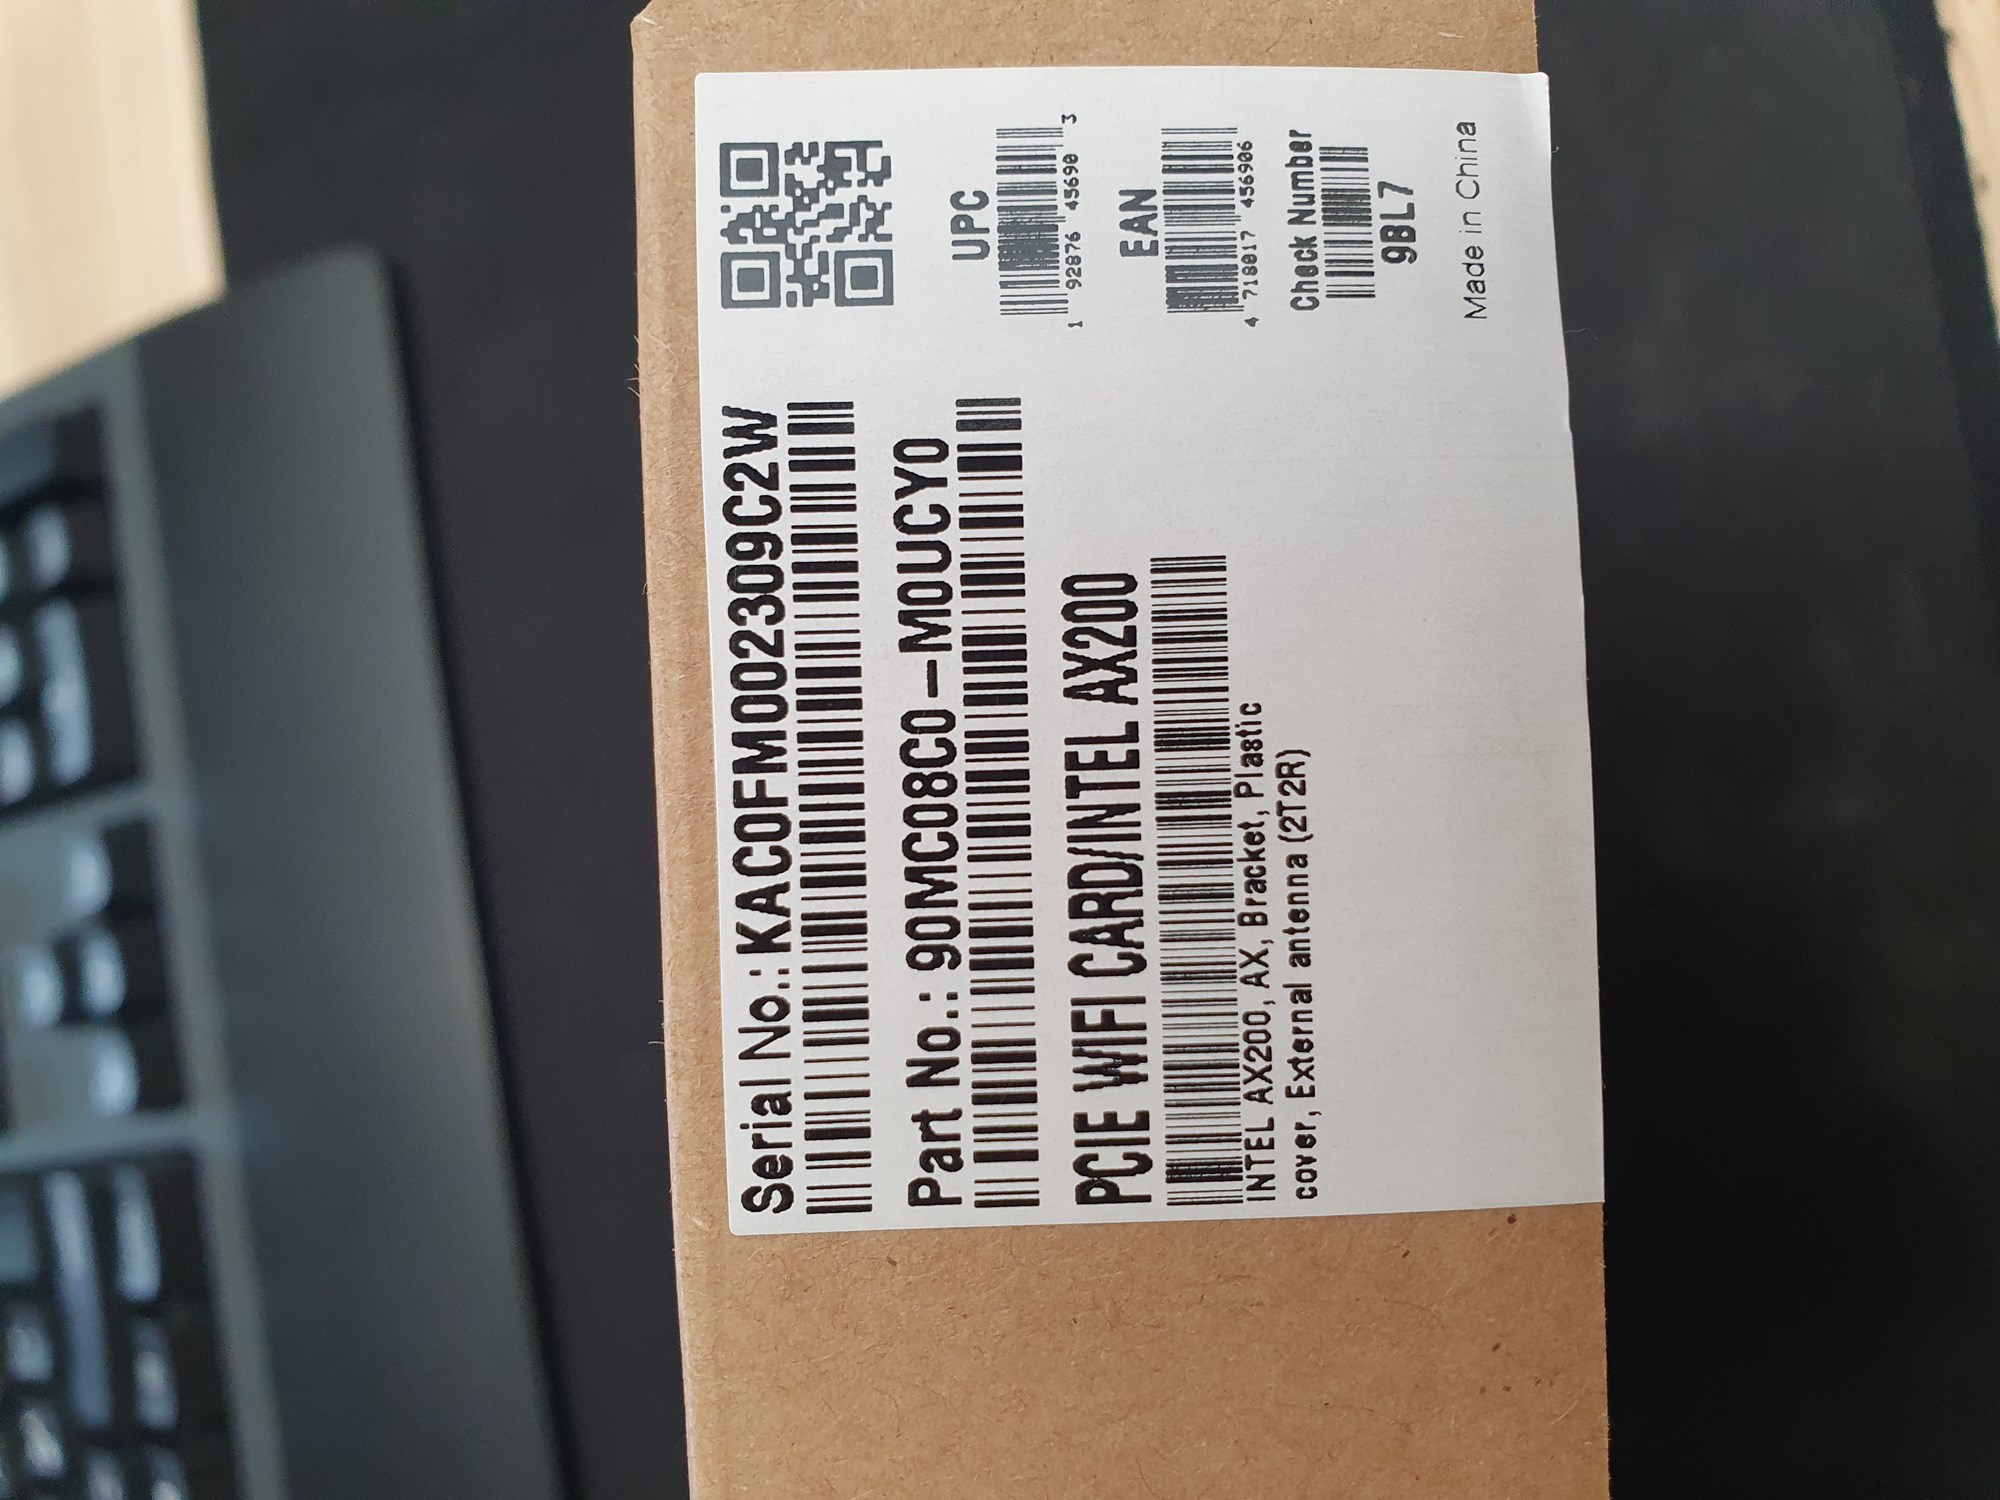 Serial No.: KAC0FM002309C2W
Part No.: 90MC08C0-M0UCY0
PCIE WIFI CARD/INTEL AX200
INTEL AX200, AX, Bracket, Plastic
cover, External antenna (2T2R)
UPC
1 92876 45690 3
EAN
4 718017 456906
Check Number
9BL7
Made in China